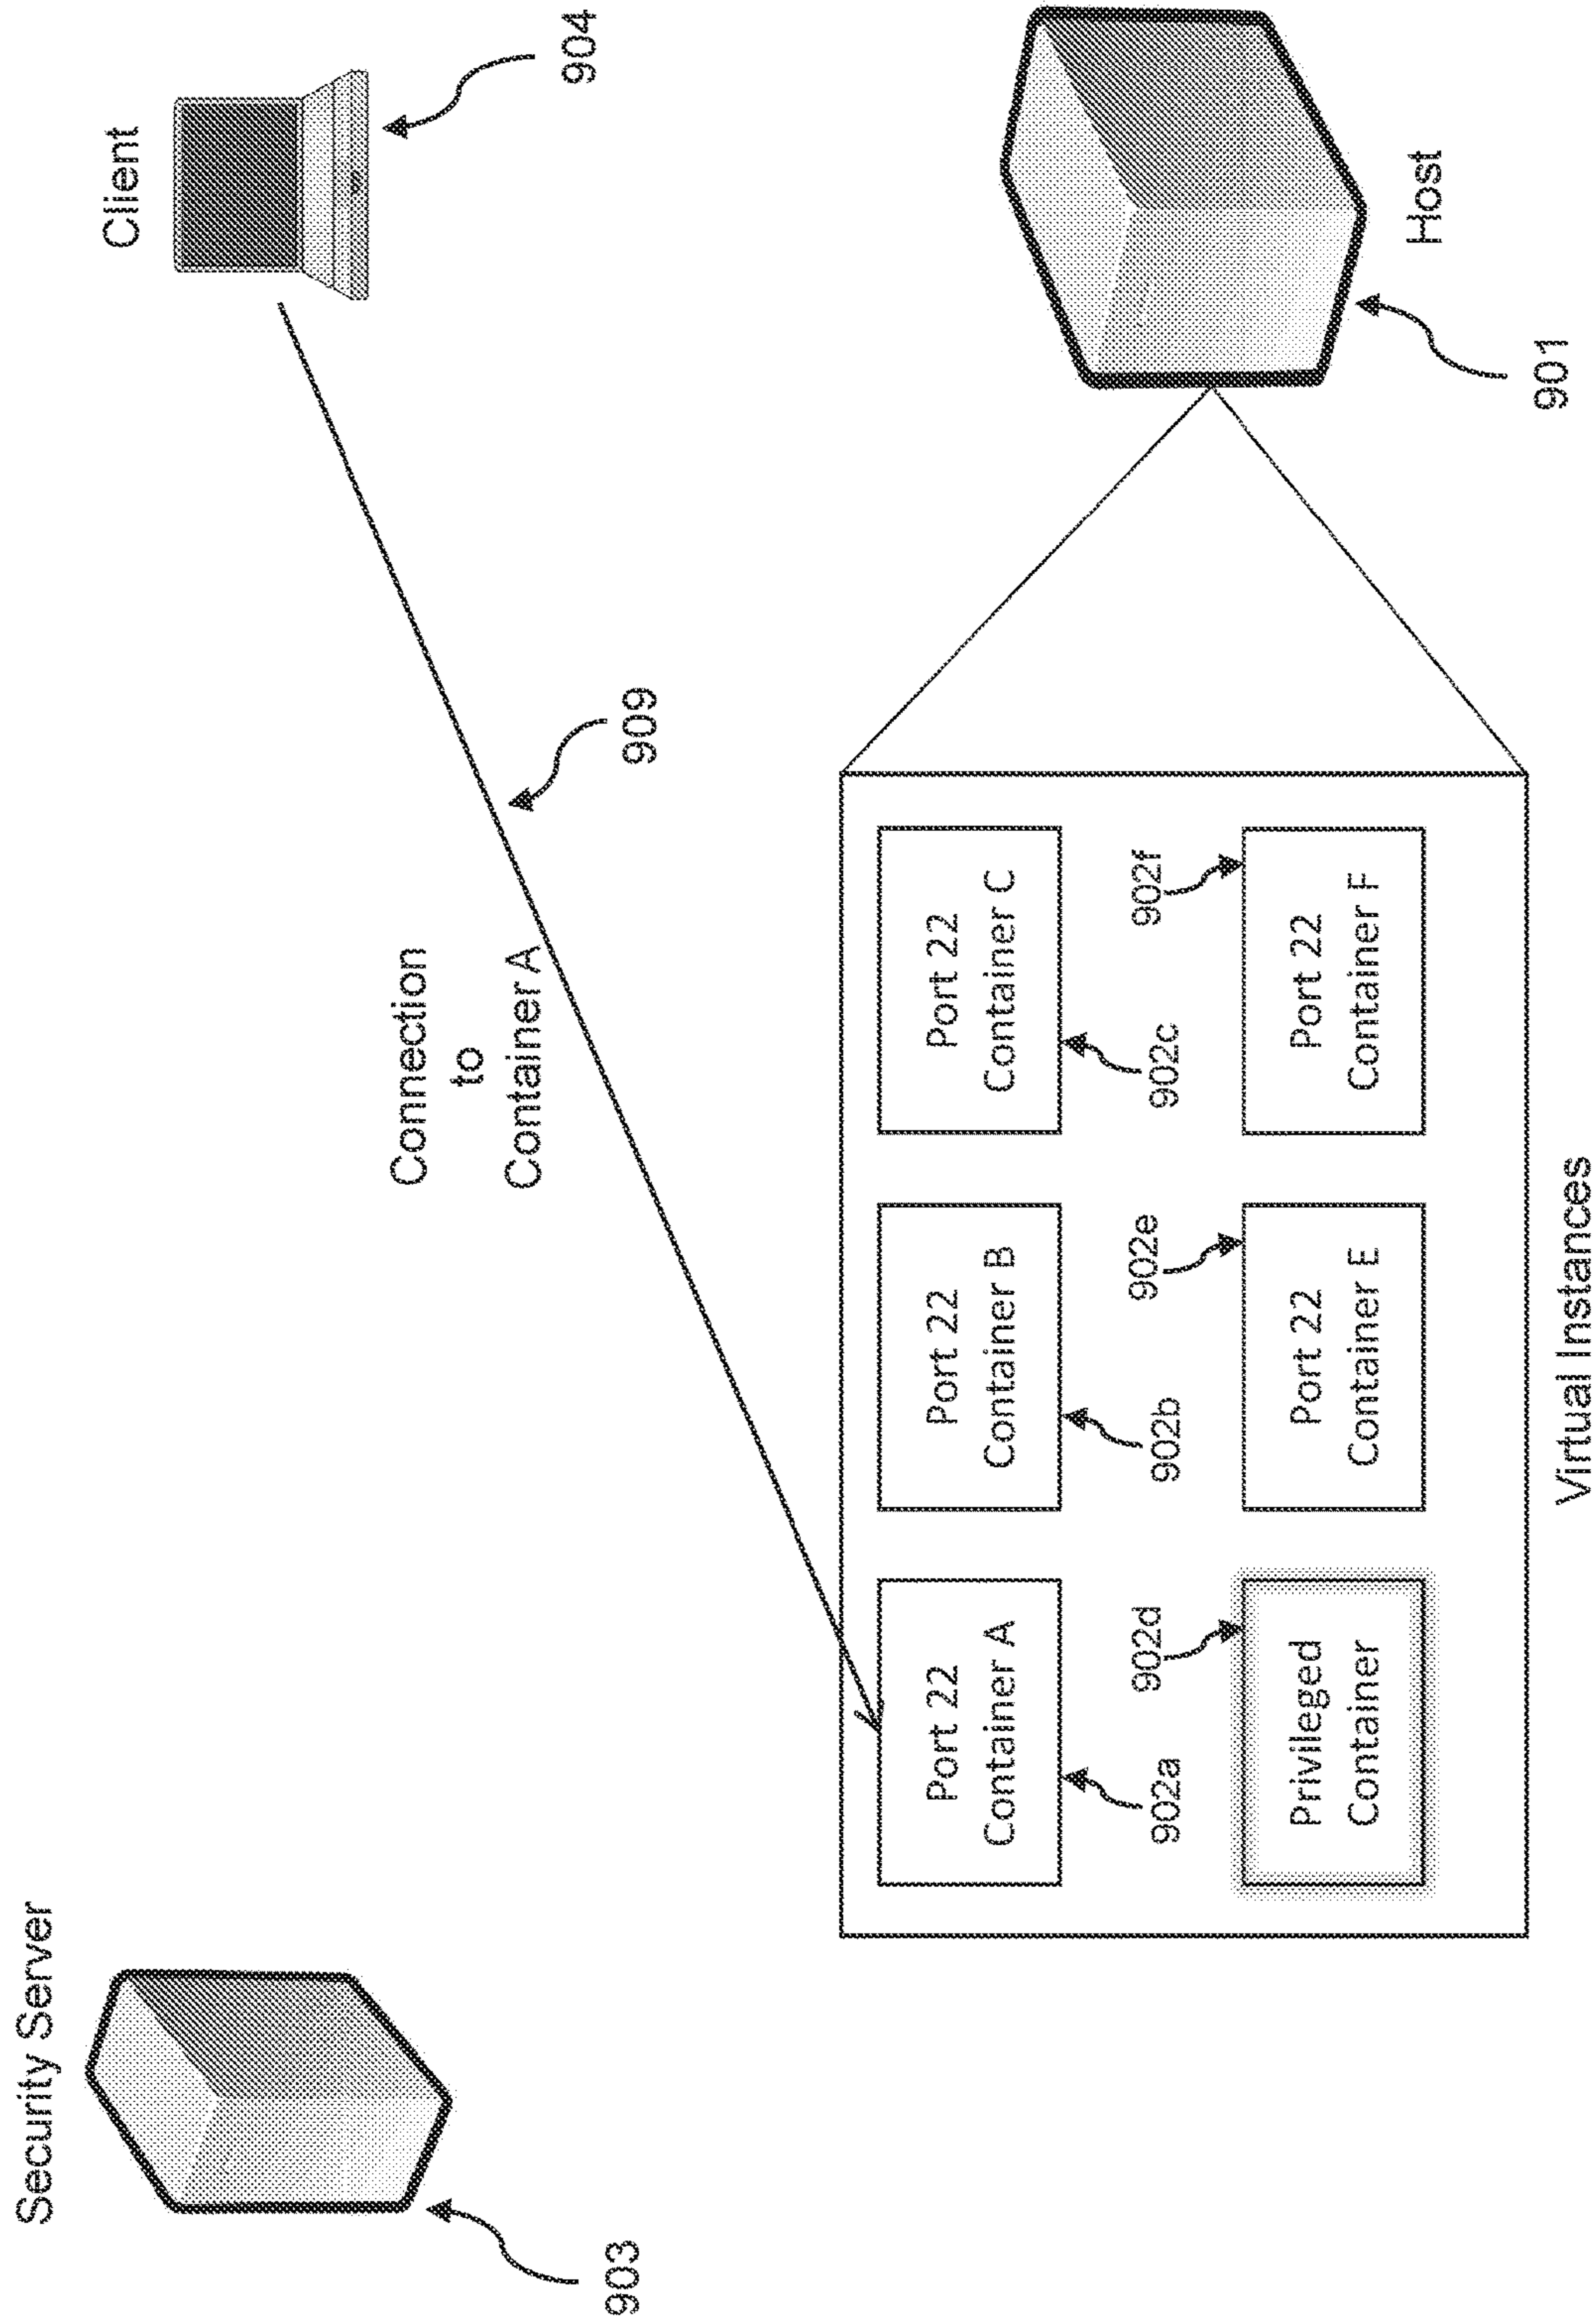 Security Server
903
Client
904
Connection
to
Container A
909
Port 22
Container A
902a
Port 22
Container B
902b
Port 22
Container C
902c
902d
Privileged
Container
902e
Port 22
Container E
902f
Port 22
Container F
Virtual Instances
Host
901